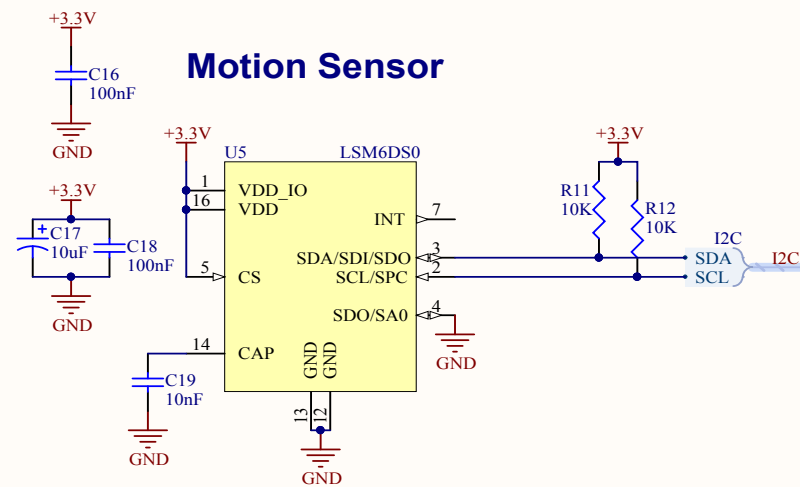 +3.3V
C16
100nF
GND
Motion Sensor
+3.3V
C17
10uF
C18
100nF
GND
+3.3V
U5
LSM6DS0
1
VDD_IO
16
VDD
5
CS
14
CAP
INT
7
SDA/SDI/SDO
3
SCL/SPC
2
SDO/SA0
4
GND
GND
GND
13
12
GND
C19
10nF
GND
+3.3V
R11
10K
R12
10K
I2C
SDA
SCL
I2C